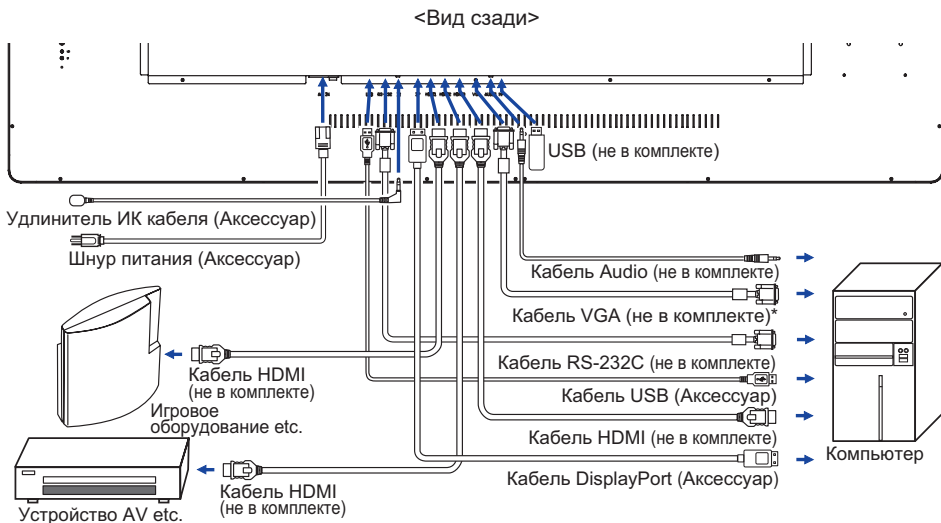 <Вид сзади>
USB (не в комплекте)
Удлинитель ИК кабеля (Аксессуар)
Шнур питания (Аксессуар)
Кабель Audio (не в комплекте)
Кабель VGA (не в комплекте)*
Кабель RS-232C (не в комплекте)
Кабель HDMI
(не в комплекте)
Кабель USB (Аксессуар)
Игровое
оборудование etc.
Кабель HDMI (не в комплекте)
Компьютер
Кабель DisplayPort (Аксессуар)
Кабель HDMI
(не в комплекте)
Устройство AV etc.